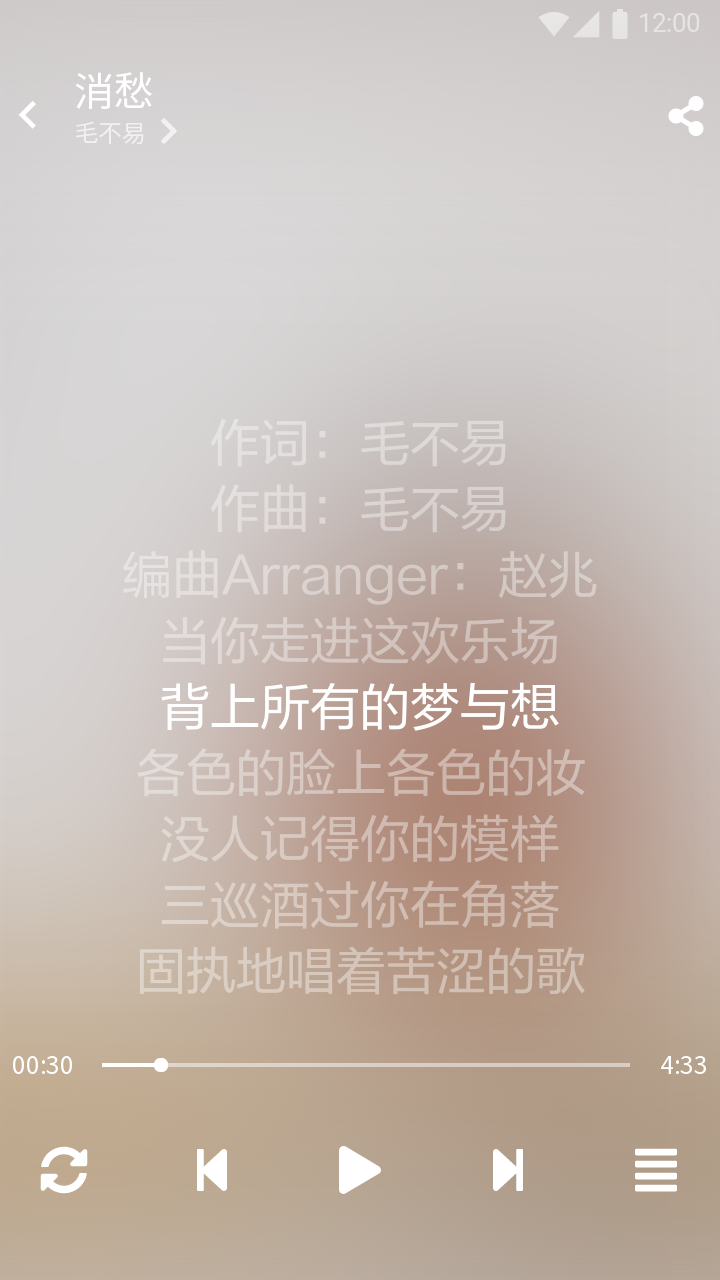 12:00
消愁
毛不易
作词：毛不易
作曲：毛不易
编曲Arranger：赵兆
当你走进这欢乐场
背上所有的梦与想
各色的脸上各色的妆
没人记得你的模样
三巡酒过你在角落
固执地唱着苦涩的歌
00:30
4:33